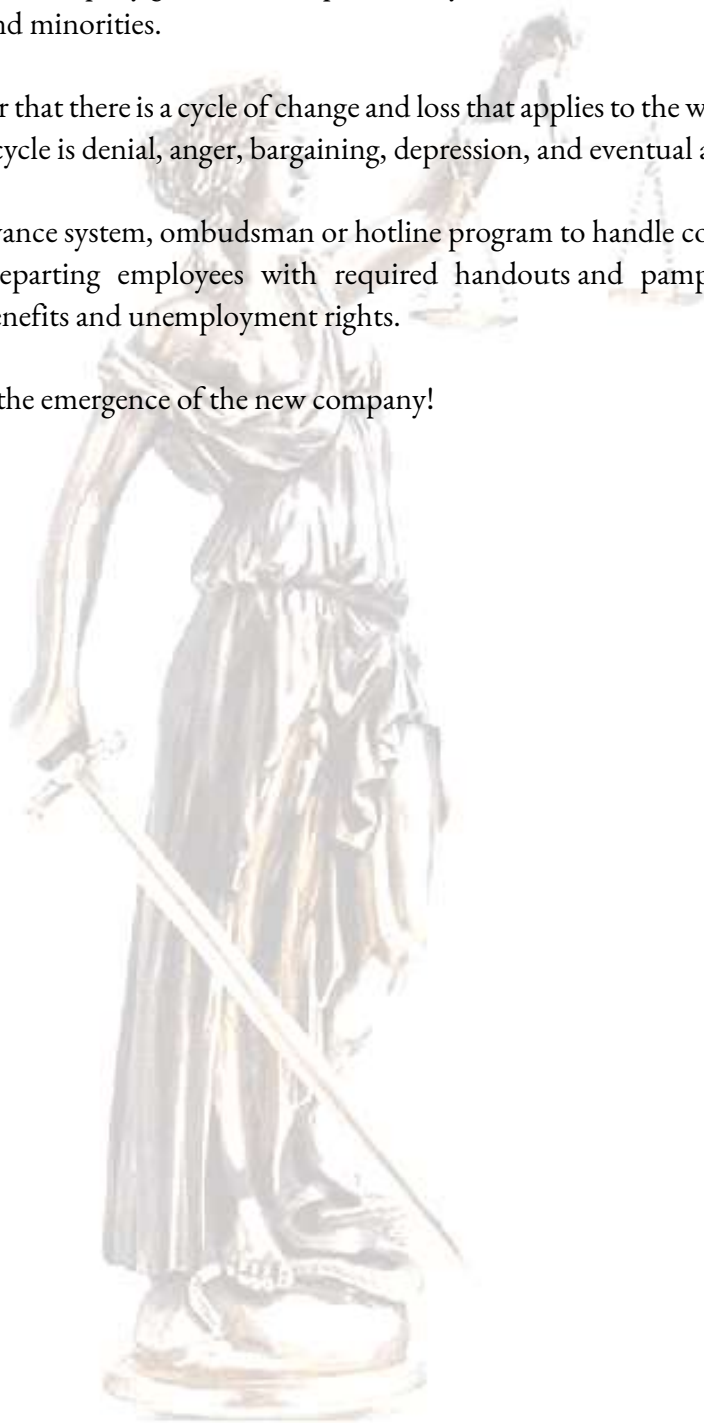 nd minorities.
r that there is a cycle of change and loss that applies to the w
cycle is denial, anger, bargaining, depression, and eventual a
vance system, ombudsman or hotline program to handle co
eparting employees with required handouts and pamp
enefits and unemployment rights.
the emergence of the new company!